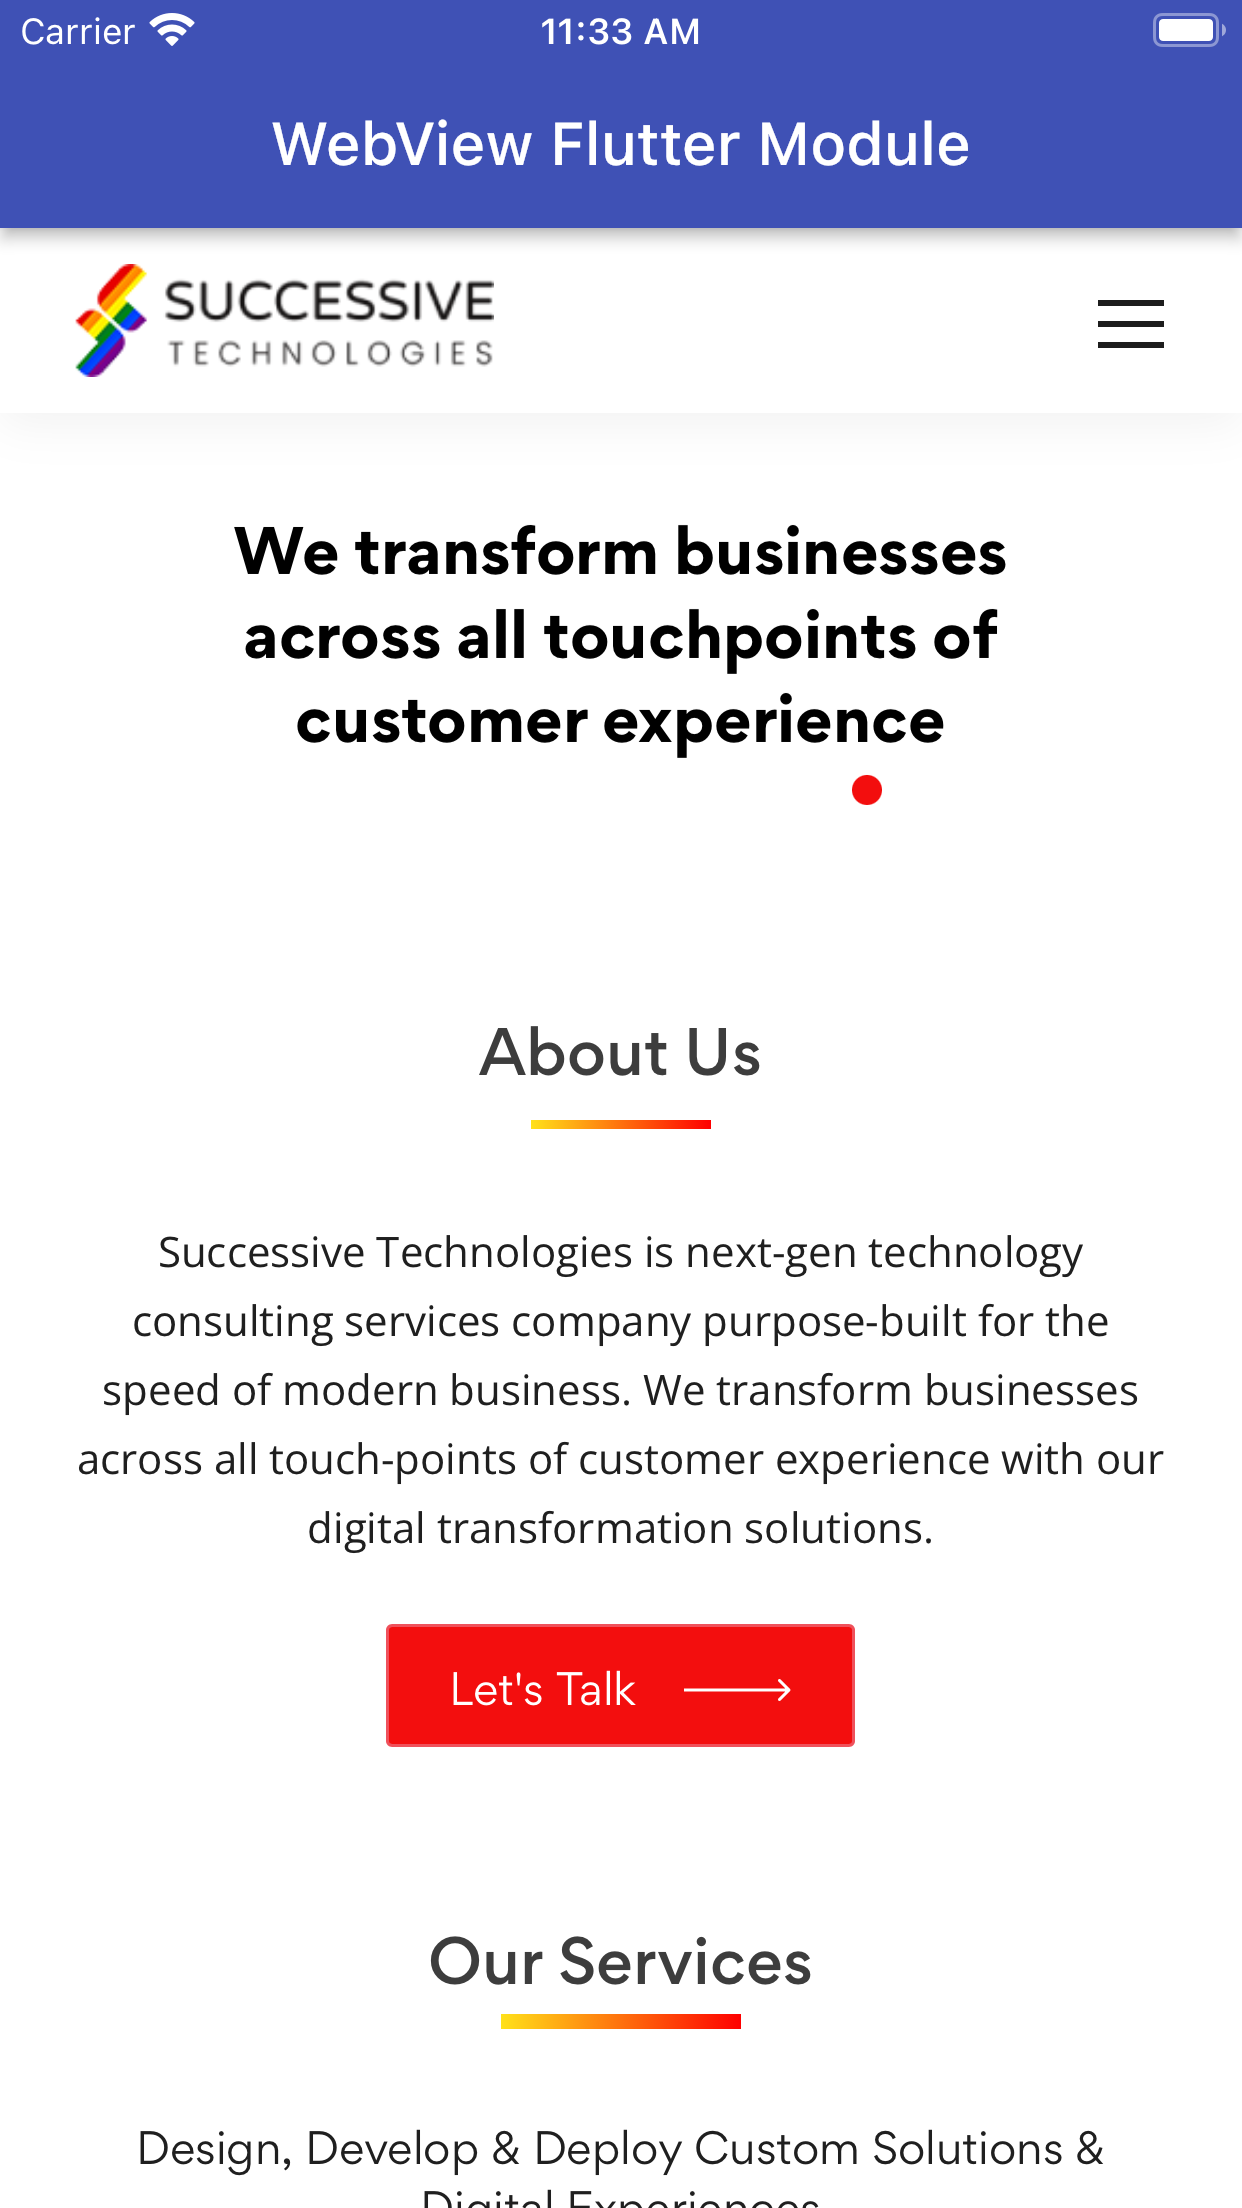 Carrier 11:33 AM
WebView Flutter Module
SUCCESSIVE
TECHNOLOGIES
We transform businesses
across all touchpoints of
customer experience
About Us
Successive Technologies is next-gen technology
consulting services company purpose-built for the
speed of modern business. We transform businesses
across all touch-points of customer experience with our
digital transformation solutions.
Let's Talk
Our Services
Design, Develop & Deploy Custom Solutions &
Digital Experiences